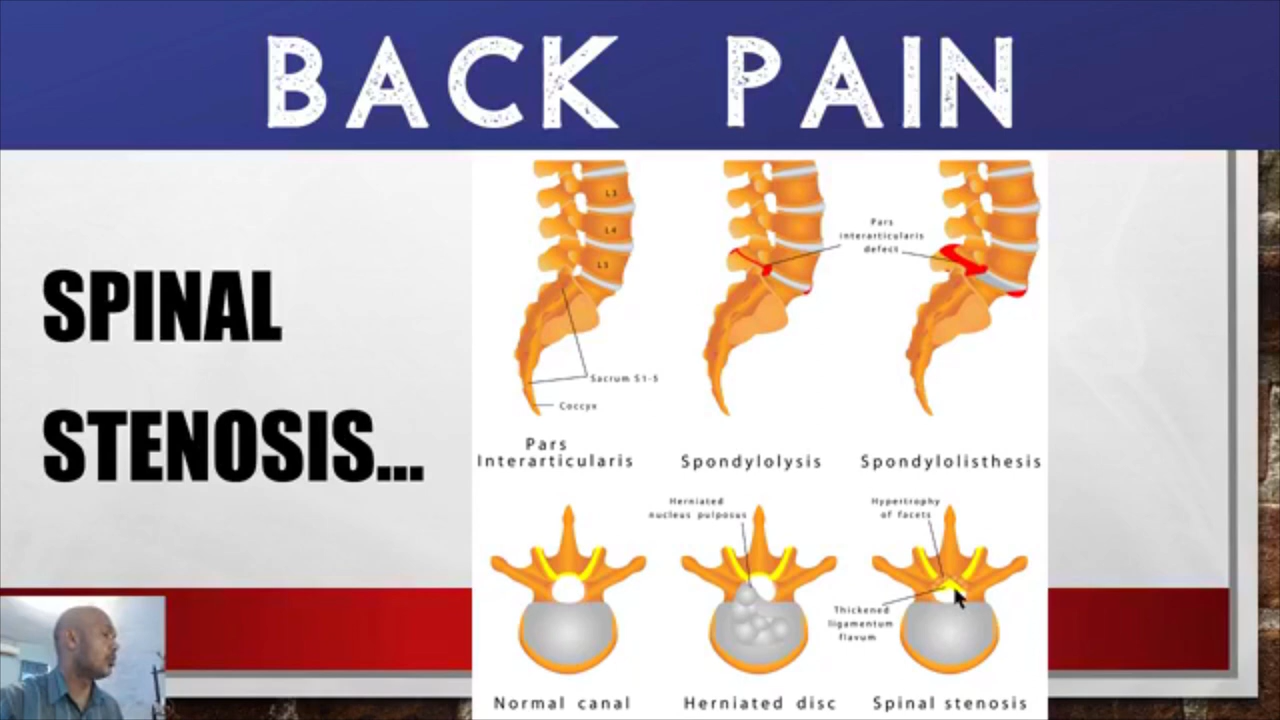 BACK PAIN
SPINAL
STENOSIS...
L3
L4
L5
Sacrum S1-5
Coccyx
Pars
Interarticularis
Spondylolysis
Pars
interarticularis
defect
Spondylolisthesis
Normal canal
Herniated
nucleus pulposus
Herniated disc
Hypertrophy
of facets
Thickened
ligamentum
flavum
Spinal stenosis